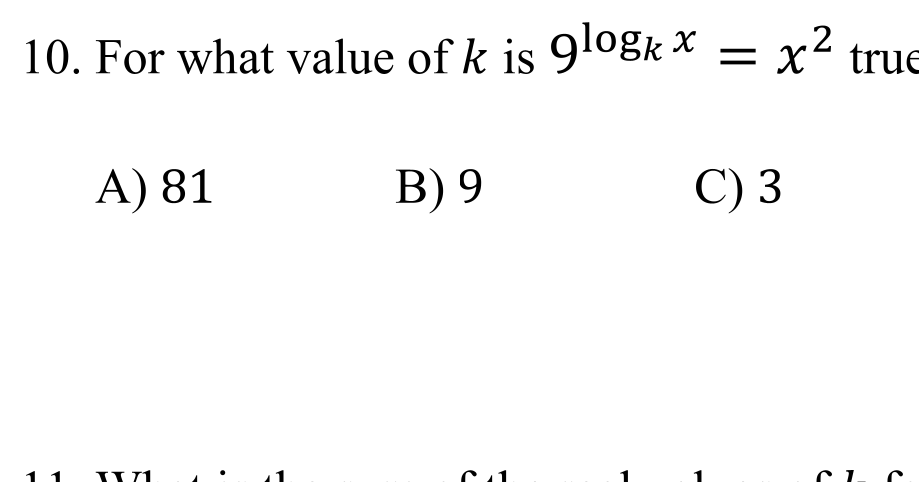 10. For what value of k is 9^{log_k x} = x^2 true
A) 81 B) 9 C) 3